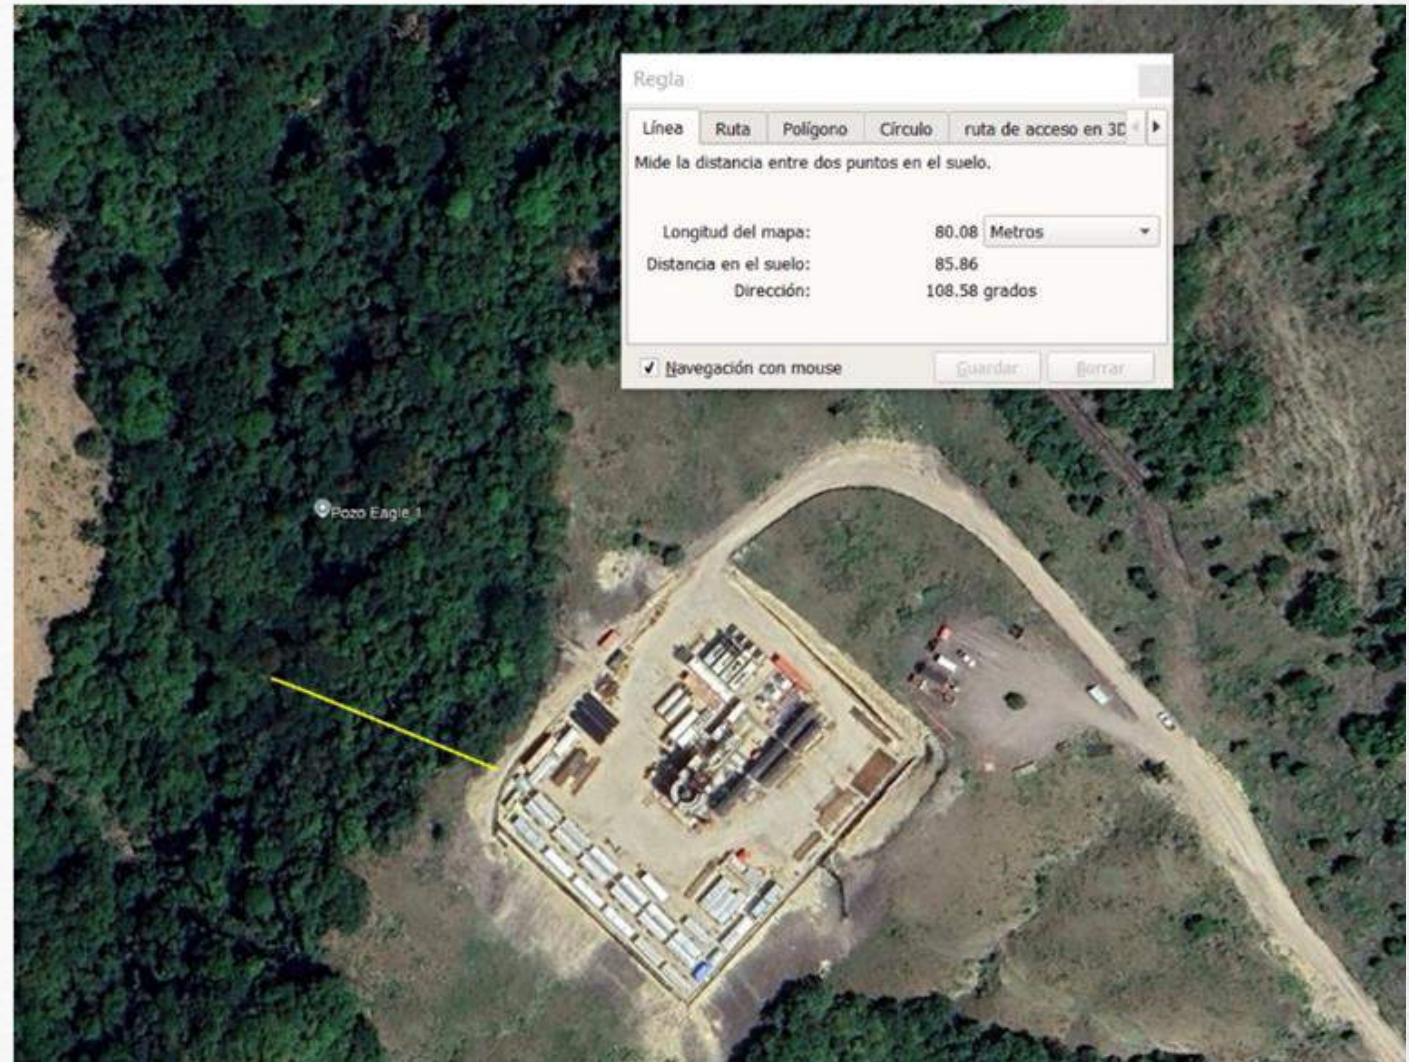 Regla
Línea Ruta Polígono Círculo ruta de acceso en 3D
Mide la distancia entre dos puntos en el suelo.
Longitud del mapa: 80.08 Metros
Distancia en el suelo: 85.86
Dirección: 108.58 grados
Navegación con mouse Guardar Borrar
Pozo Eagle 1